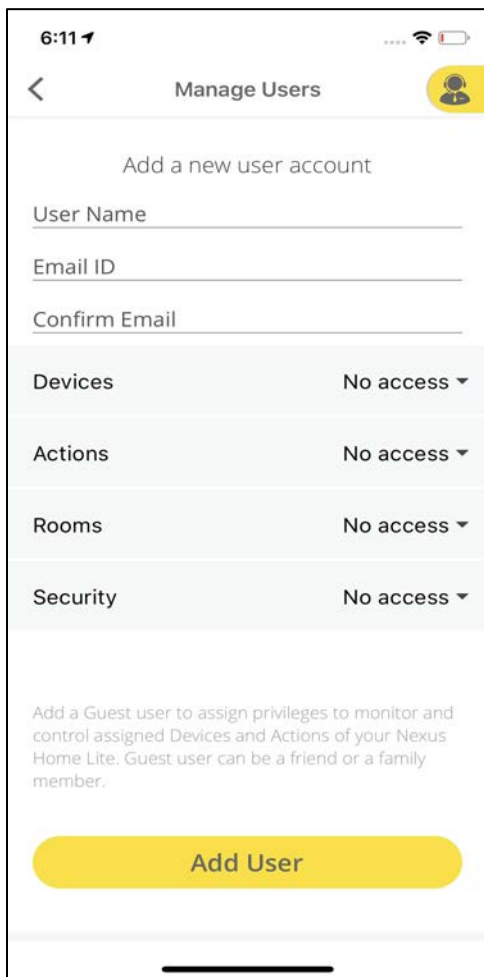 6:11
Manage Users
Add a new user account
User Name
Email ID
Confirm Email
Devices No access
Actions No access
Rooms No access
Security No access
Add a Guest user to assign privileges to monitor and
control assigned Devices and Actions of your Nexus
Home Lite. Guest user can be a friend or a family
member.
Add User